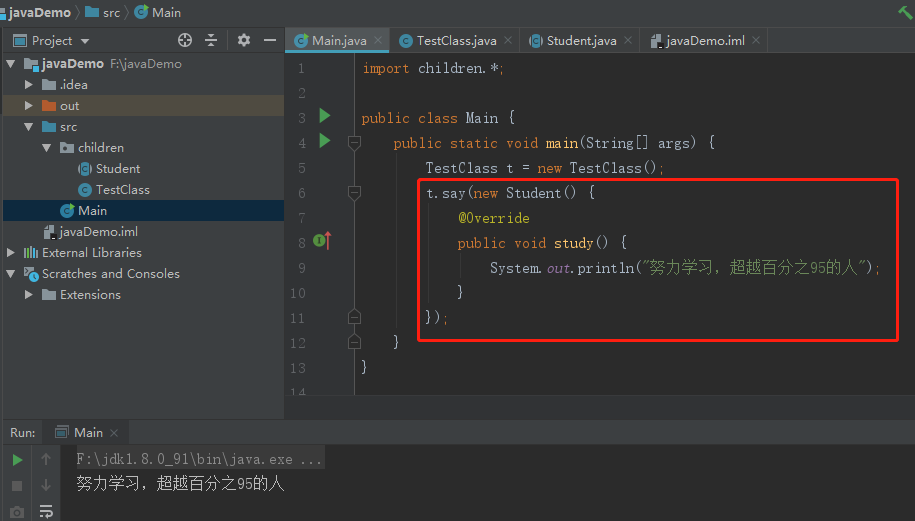 javaDemo src Main
Project
Main.java TestClass.java Student.java javaDemo.iml
javaDemo F:\javaDemo
.idea
out
src
children
Student
TestClass
Main
javaDemo.iml
External Libraries
Scratches and Consoles
Extensions
1 import children.*;
2
3 public class Main {
4 public static void main(String[] args) {
5 TestClass t = new TestClass();
6 t.say(new Student() {
7 @Override
8 public void study() {
9 System.out.println("努力学习，超越百分之95的人");
10 }
11 });
12 }
13 }
14
Run: Main
F:\jdk1.8.0_91\bin\java.exe ...
努力学习，超越百分之95的人